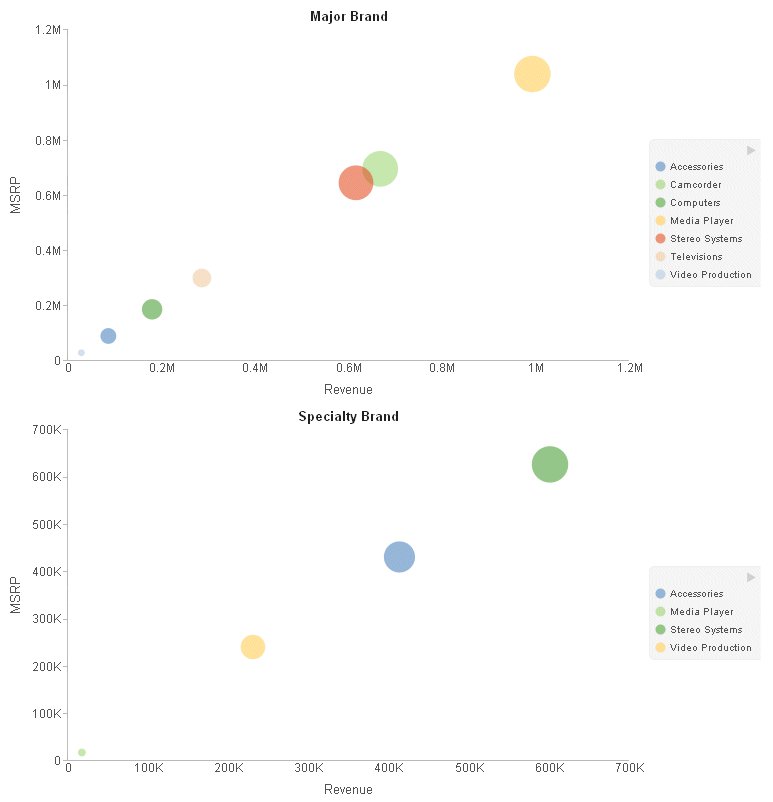 Major Brand
1.2M
1M
0.8M
0.6M
0.4M
0.2M
0
MSRP
0 0.2M 0.4M 0.6M 0.8M 1M 1.2M
Revenue
Accessories
Camcorder
Computers
Media Player
Stereo Systems
Televisions
Video Production
Specialty Brand
700K
600K
500K
400K
300K
200K
100K
0
MSRP
0 100K 200K 300K 400K 500K 600K 700K
Revenue
Accessories
Media Player
Stereo Systems
Video Production